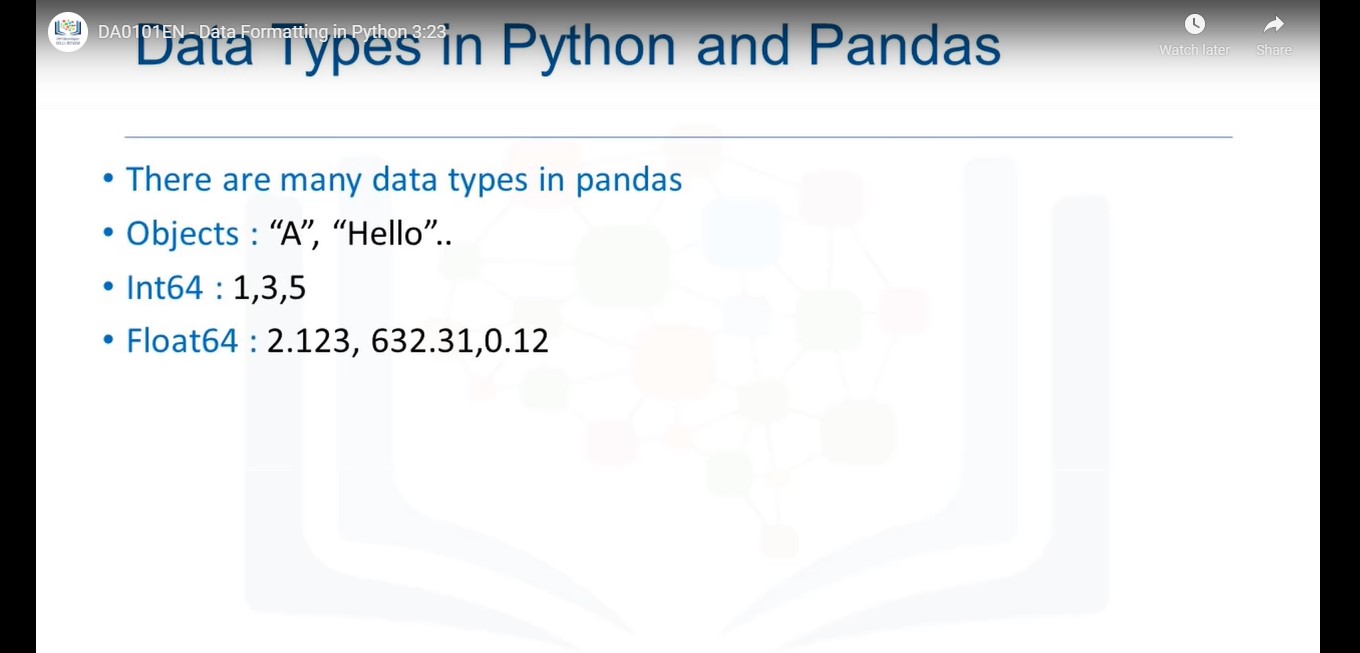 DA0101EN - Data Formatting in Python 3:23
Watch later
Share
Data Types in Python and Pandas
• There are many data types in pandas
• Objects : “A”, “Hello”..
• Int64 : 1,3,5
• Float64 : 2.123, 632.31,0.12